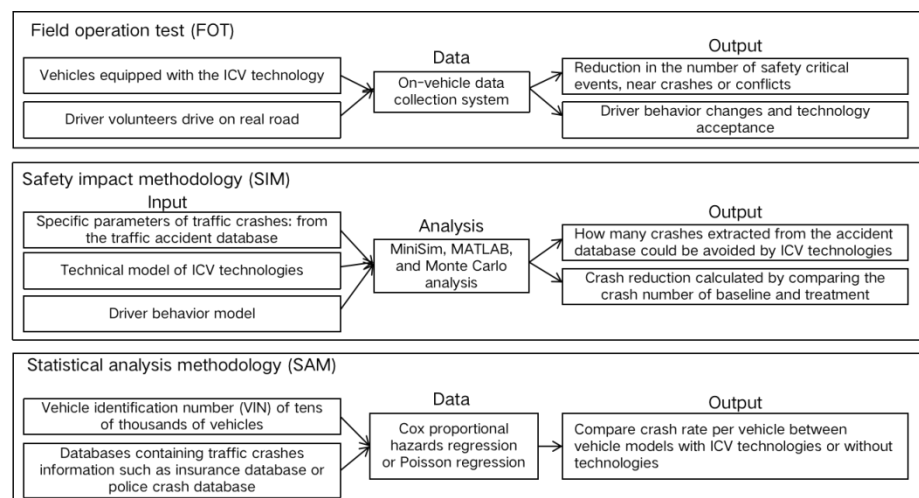 Field operation test (FOT)
Vehicles equipped with the ICV technology
Driver volunteers drive on real road
Data
On-vehicle data
collection system
Output
Reduction in the number of safety critical
events, near crashes or conflicts
Driver behavior changes and technology
acceptance
Safety impact methodology (SIM)
Input
Specific parameters of traffic crashes: from
the traffic accident database
Technical model of ICV technologies
Driver behavior model
Analysis
MiniSim, MATLAB,
and Monte Carlo
analysis
Output
How many crashes extracted from the accident
database could be avoided by ICV technologies
Crash reduction calculated by comparing the
crash number of baseline and treatment
Statistical analysis methodology (SAM)
Vehicle identification number (VIN) of tens
of thousands of vehicles
Databases containing traffic crashes
information such as insurance database or
police crash database
Data
Cox proportional
hazards regression
or Poisson regression
Output
Compare crash rate per vehicle between
vehicle models with ICV technologies or without
technologies